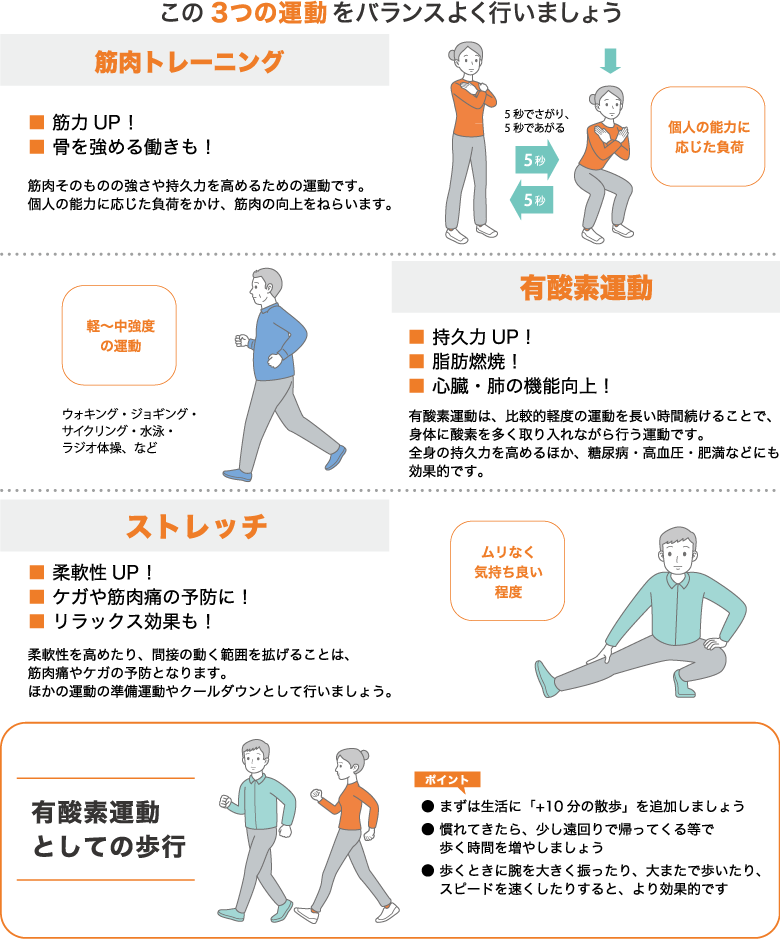 この3つの運動をバランスよく行いましょう
筋肉トレーニング
■ 筋力UP！
■ 骨を強める働きも！
筋肉そのものの強さや持久力を高めるための運動です。
個人の能力に応じた負荷をかけ、筋肉の向上をねらいます。
5秒でさがり、
5秒であがる
5秒
5秒
個人の能力に
応じた負荷
軽〜中強度
の運動
ウォキング・ジョギング・
サイクリング・水泳・
ラジオ体操、など
有酸素運動
■ 持久力UP！
■ 脂肪燃焼！
■ 心臓・肺の機能向上！
有酸素運動は、比較的軽度の運動を長い時間続けることで、
身体に酸素を多く取り入れながら行う運動です。
全身の持久力を高めるほか、糖尿病・高血圧・肥満などにも
効果的です。
ストレッチ
■ 柔軟性UP！
■ ケガや筋肉痛の予防に！
■ リラックス効果も！
柔軟性を高めたり、間接の動く範囲を拡げることは、
筋肉痛やケガの予防となります。
ほかの運動の準備運動やクールダウンとして行いましょう。
ムリなく
気持ち良い
程度
有酸素運動
としての歩行
ポイント
● まずは生活に「+10分の散歩」を追加しましょう
● 慣れてきたら、少し遠回りで帰ってくる等で
歩く時間を増やしましょう
● 歩くときに腕を大きく振ったり、大またで歩いたり、
スピードを速くしたりすると、より効果的です